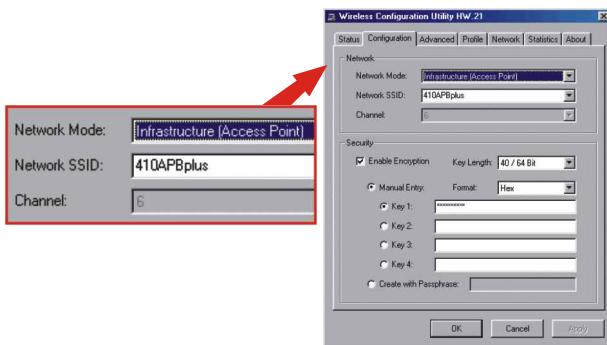 Wireless Configuration Utility HW.21
Status Configuration Advanced Profile Network Statistics About
Network
Network Mode: Infrastructure (Access Point)
Network SSID: 410APBplus
Channel: 6
Security
Enable Encryption Key Length: 40 / 64 Bit
Manual Entry: Format: Hex
Key 1: **********
Key 2:
Key 3:
Key 4:
Create with Passphrase:
OK Cancel Apply
Network Mode: Infrastructure (Access Point)
Network SSID: 410APBplus
Channel: 6